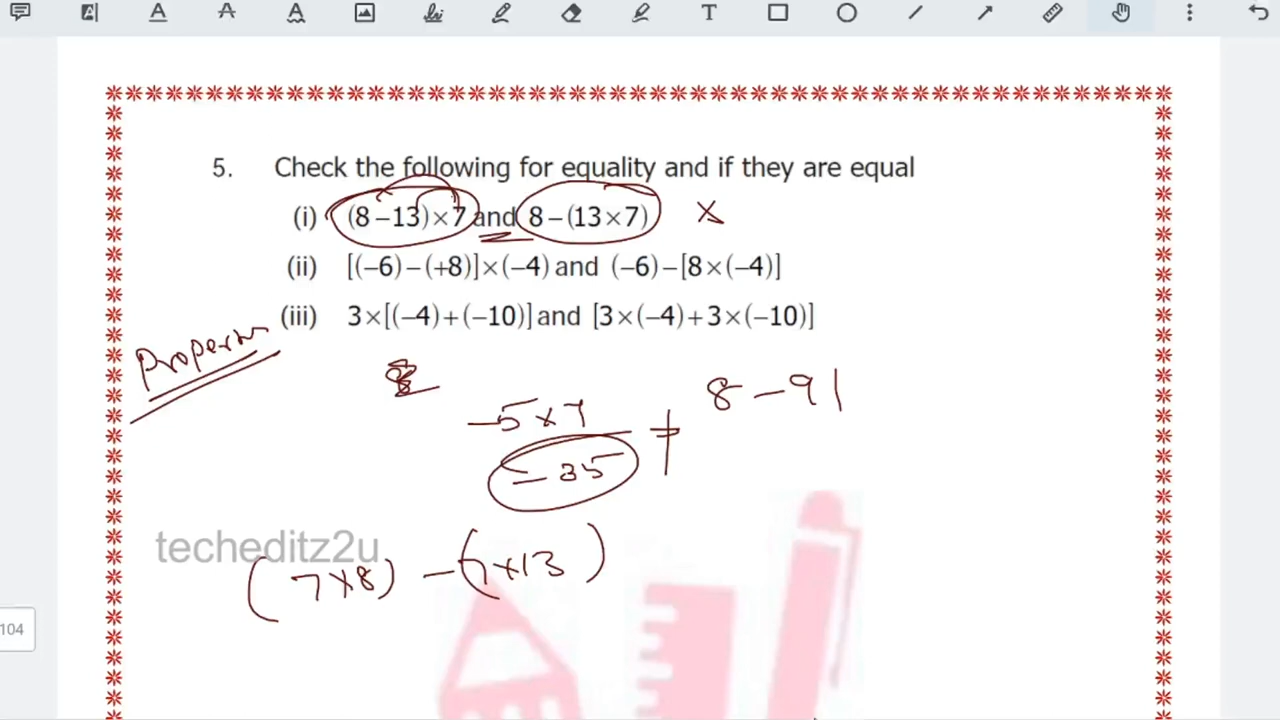 5. Check the following for equality and if they are equal
(i) (8−13)×7 and 8−(13×7) ×
(ii) [(−6)−(+8)]×(−4) and (−6)−[8×(−4)]
(iii) 3×[(−4)+(−10)] and [3×(−4)+3×(−10)]
8−91
−5×7
−35 ≠
techeditz2u
(7×8) −(7×13)
104